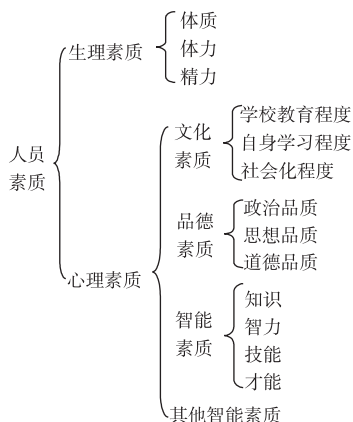 人员
素质
生理素质
体质
体力
精力
心理素质
文化
素质
学校教育程度
自身学习程度
社会化程度
品德
素质
政治品质
思想品质
道德品质
智能
素质
知识
智力
技能
才能
其他智能素质